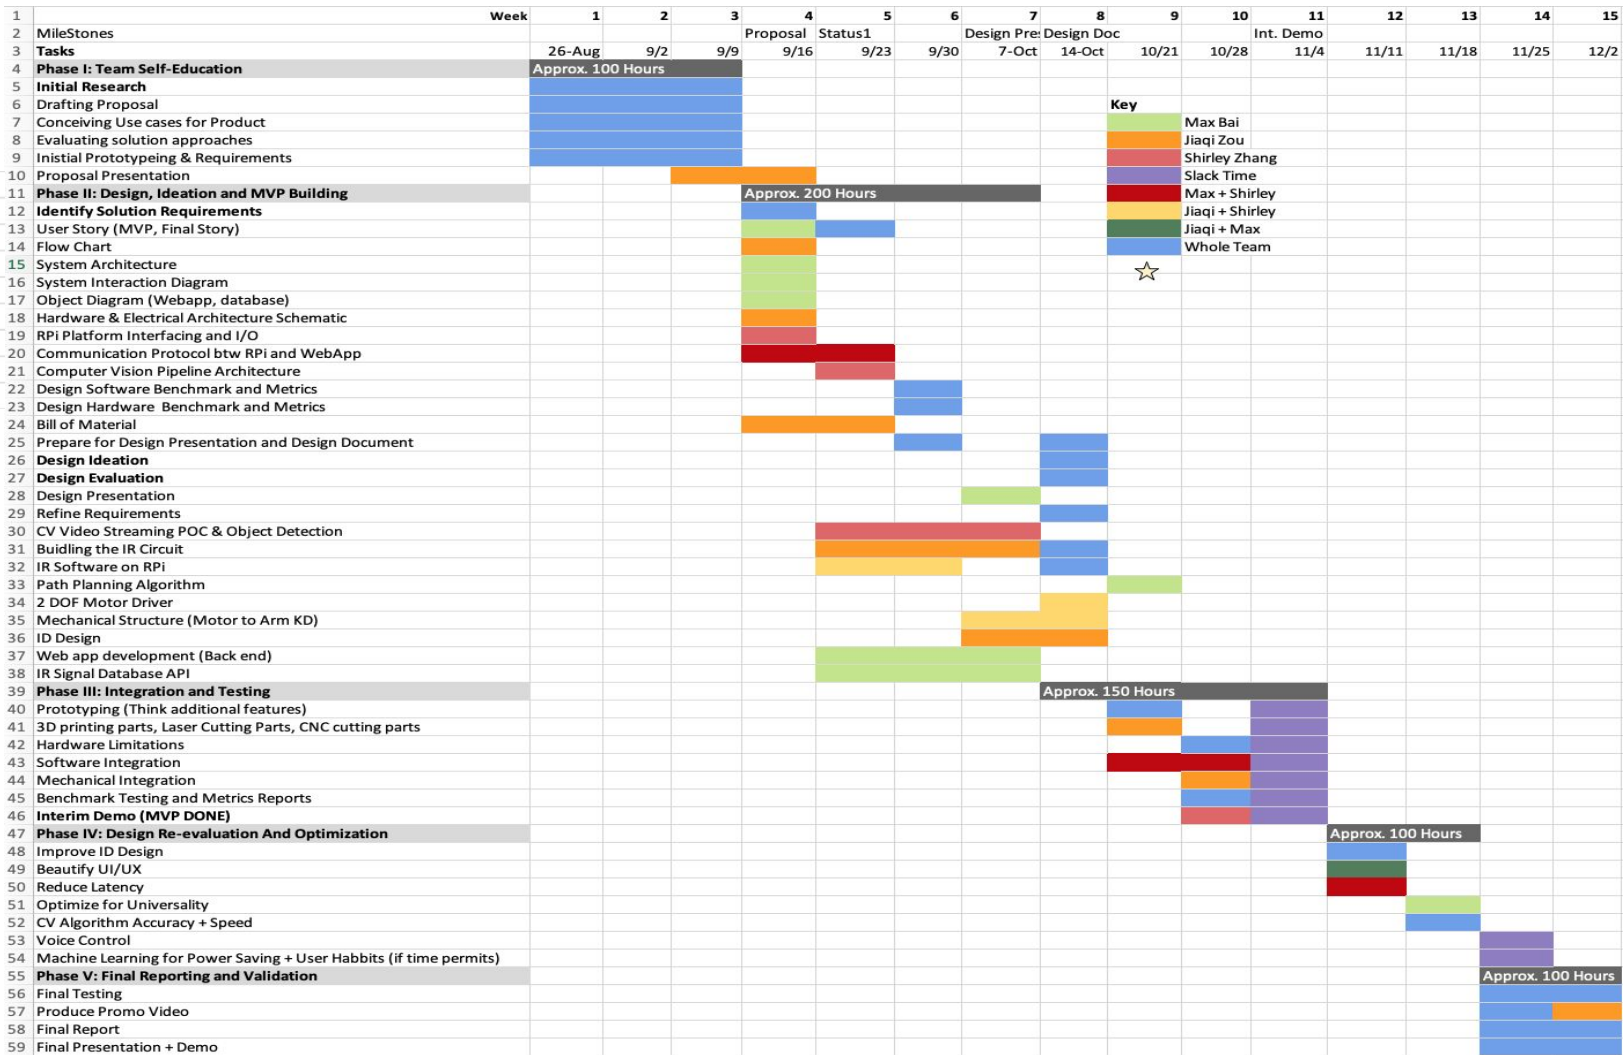 1 Week 1 2 3 4 5 6 7 8 9 10 11 12 13 14 15
2 MileStones Proposal Status1 Design Pre Design Doc Int. Demo
3 Tasks 26-Aug 9/2 9/9 9/16 9/23 9/30 7-Oct 14-Oct 10/21 10/28 11/4 11/11 11/18 11/25 12/2
4 Phase I: Team Self-Education Approx. 100 Hours
5 Initial Research
6 Drafting Proposal Key
7 Conceiving Use cases for Product Max Bai
8 Evaluating solution approaches Jiaqi Zou
9 Inistial Prototypeing & Requirements Shirley Zhang
10 Proposal Presentation Slack Time
11 Phase II: Design, Ideation and MVP Building Approx. 200 Hours Max + Shirley
12 Identify Solution Requirements Jiaqi + Shirley
13 User Story (MVP, Final Story) Jiaqi + Max
14 Flow Chart Whole Team
15 System Architecture
16 System Interaction Diagram
17 Object Diagram (Webapp, database)
18 Hardware & Electrical Architecture Schematic
19 RPi Platform Interfacing and I/O
20 Communication Protocol btw RPi and WebApp
21 Computer Vision Pipeline Architecture
22 Design Software Benchmark and Metrics
23 Design Hardware Benchmark and Metrics
24 Bill of Material
25 Prepare for Design Presentation and Design Document
26 Design Ideation
27 Design Evaluation
28 Design Presentation
29 Refine Requirements
30 CV Video Streaming POC & Object Detection
31 Buidling the IR Circuit
32 IR Software on RPi
33 Path Planning Algorithm
34 2 DOF Motor Driver
35 Mechanical Structure (Motor to Arm KD)
36 ID Design
37 Web app development (Back end)
38 IR Signal Database API
39 Phase III: Integration and Testing Approx. 150 Hours
40 Prototyping (Think additional features)
41 3D printing parts, Laser Cutting Parts, CNC cutting parts
42 Hardware Limitations
43 Software Integration
44 Mechanical Integration
45 Benchmark Testing and Metrics Reports
46 Interim Demo (MVP DONE)
47 Phase IV: Design Re-evaluation And Optimization Approx. 100 Hours
48 Improve ID Design
49 Beautify UI/UX
50 Reduce Latency
51 Optimize for Universality
52 CV Algorithm Accuracy + Speed
53 Voice Control
54 Machine Learning for Power Saving + User Habbits (if time permits)
55 Phase V: Final Reporting and Validation Approx. 100 Hours
56 Final Testing
57 Produce Promo Video
58 Final Report
59 Final Presentation + Demo